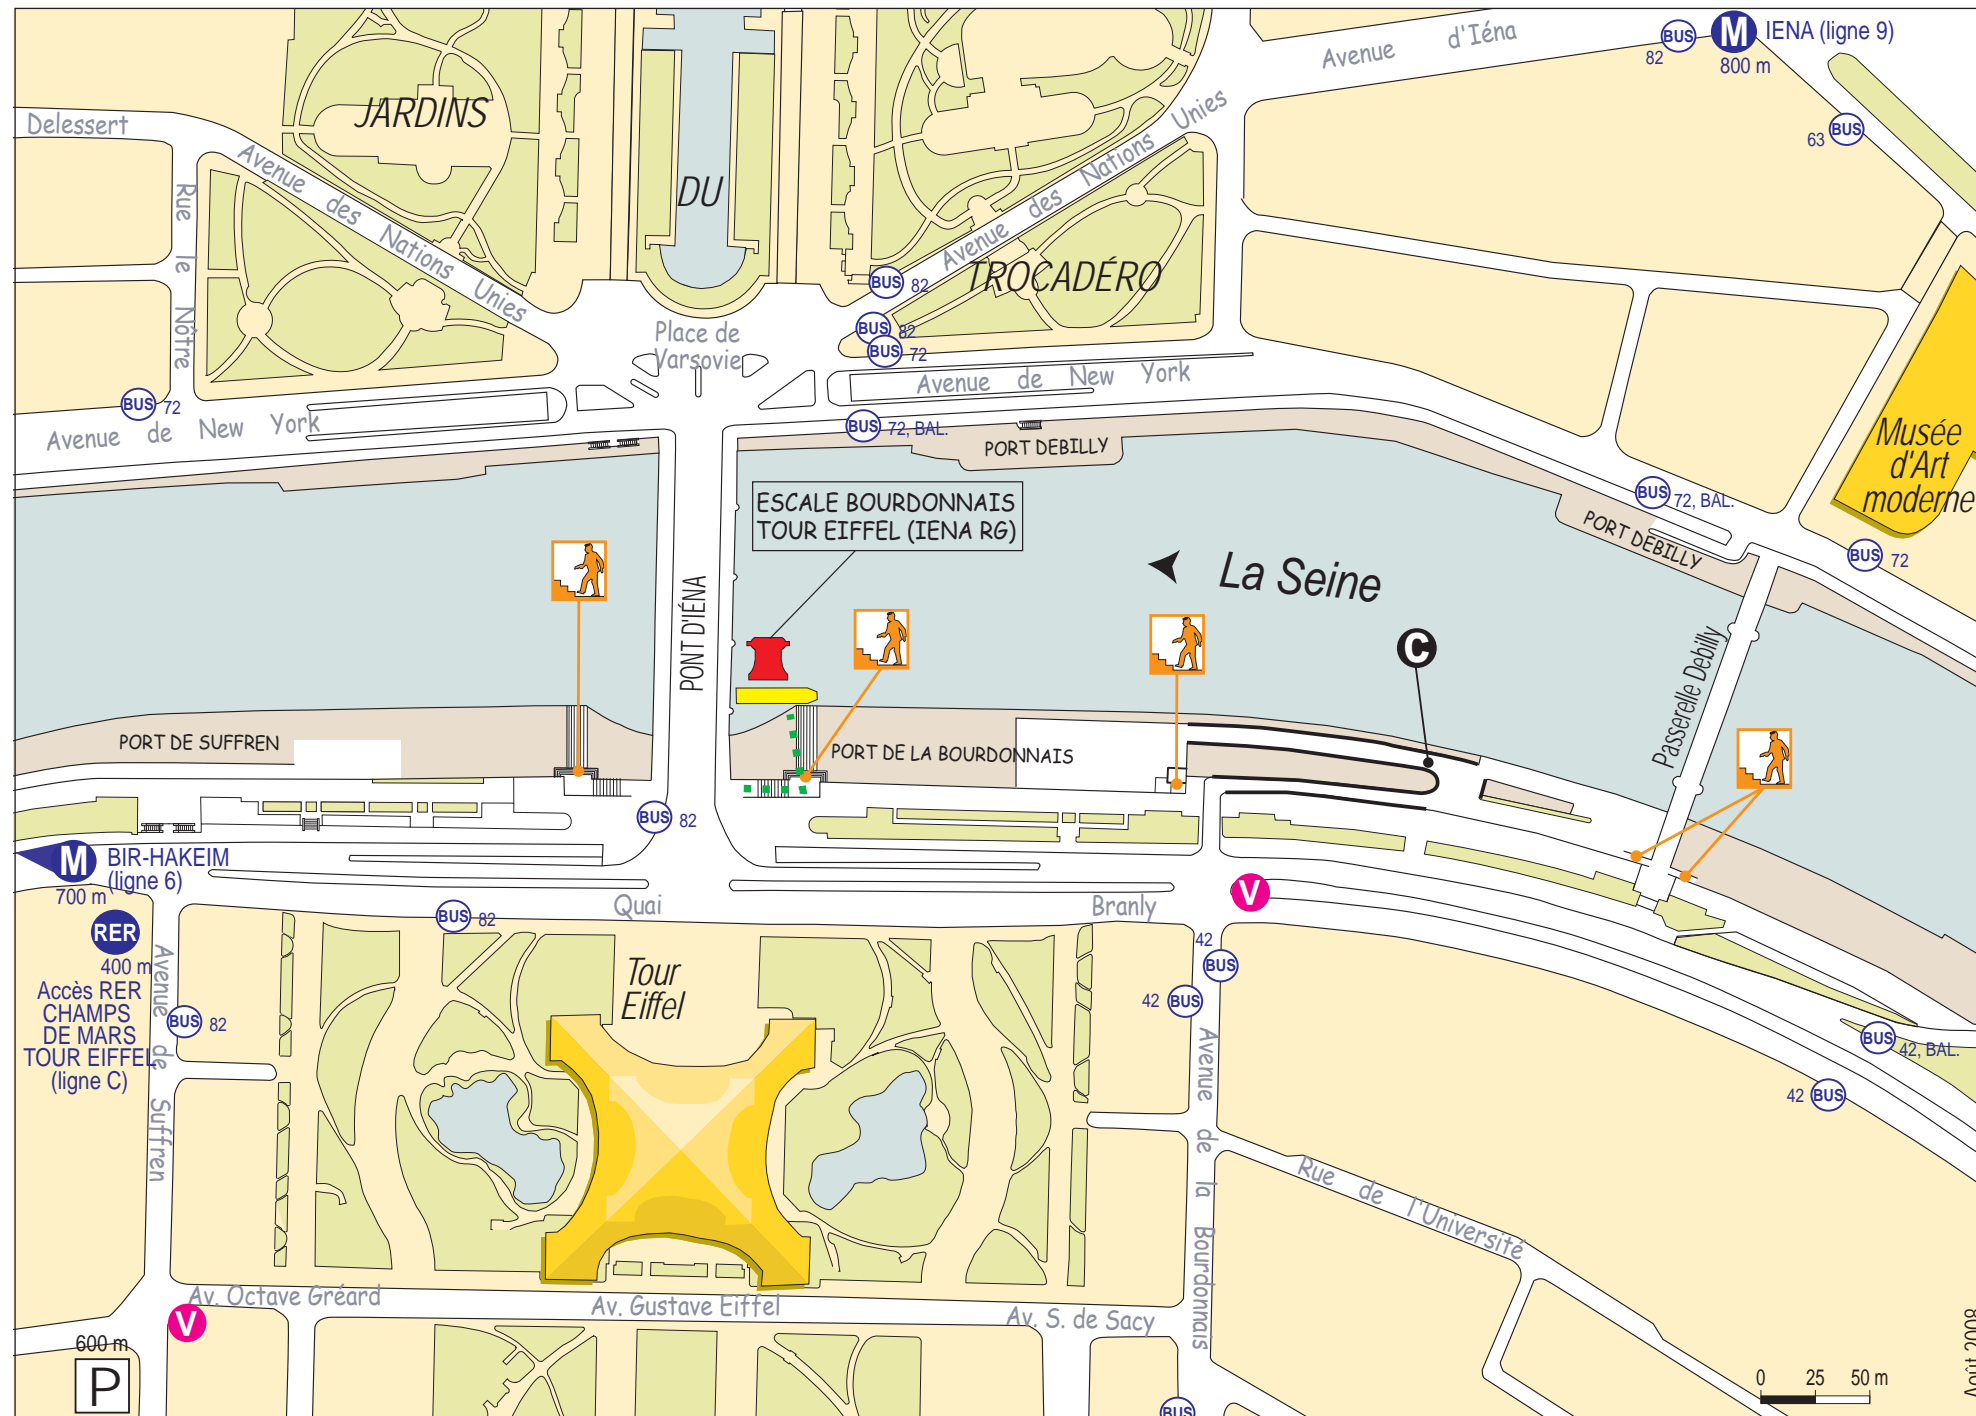 Avenue d'Iéna
BUS
82
M
IENA (ligne 9)
800 m
63
BUS
Delessert
JARDINS
DU
TROCADÉRO
Avenue des Nations Unies
Avenue des Nations Unies
Rue le Nôtre
BUS 82
BUS 82
BUS 72
Place de
Varsovie
Avenue de New York
BUS 72
Avenue de New York
BUS 72, BAL.
PORT DEBILLY
Musée
d'Art
moderne
BUS 72, BAL.
PORT DEBILLY
BUS 72
ESCALE BOURDONNAIS
TOUR EIFFEL (IENA RG)
La Seine
PONT D'IÉNA
C
Passerelle Debilly
PORT DE SUFFREN
PORT DE LA BOURDONNAIS
BUS 82
M
BIR-HAKEIM
(ligne 6)
700 m
RER
400 m
Accès RER
CHAMPS
DE MARS
TOUR EIFFEL
(ligne C)
Quai Branly
V
BUS 82
Avenue de Suffren
BUS 82
Tour
Eiffel
42
BUS
42 BUS
BUS 42, BAL.
42 BUS
Avenue de la Bourdonnais
Rue de l'Université
Av. Octave Gréard
Av. Gustave Eiffel
Av. S. de Sacy
V
600 m
P
BUS
0 25 50 m
Août 2008